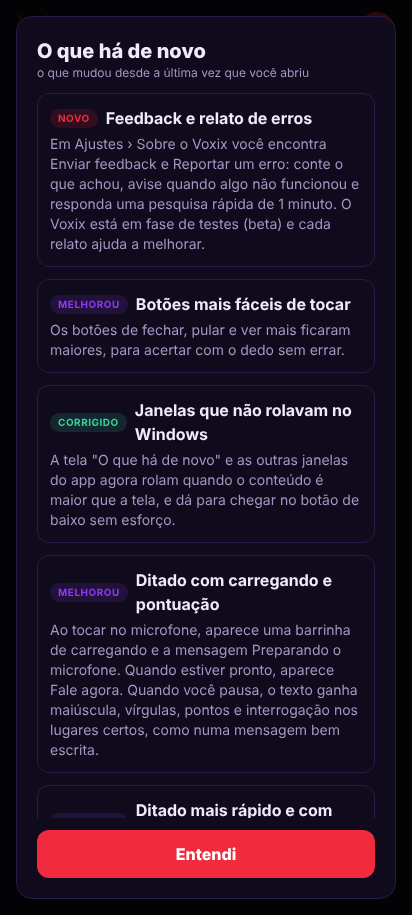 O que há de novo
o que mudou desde a última vez que você abriu
NOVO Feedback e relato de erros
Em Ajustes › Sobre o Voxix você encontra
Enviar feedback e Reportar um erro: conte o
que achou, avise quando algo não funcionou e
responda uma pesquisa rápida de 1 minuto. O
Voxix está em fase de testes (beta) e cada
relato ajuda a melhorar.
MELHOROU Botões mais fáceis de tocar
Os botões de fechar, pular e ver mais ficaram
maiores, para acertar com o dedo sem errar.
CORRIGIDO Janelas que não rolavam no
Windows
A tela "O que há de novo" e as outras janelas
do app agora rolam quando o conteúdo é
maior que a tela, e dá para chegar no botão de
baixo sem esforço.
MELHOROU Ditado com carregando e
pontuação
Ao tocar no microfone, aparece uma barrinha
de carregando e a mensagem Preparando o
microfone. Quando estiver pronto, aparece
Fale agora. Quando você pausa, o texto ganha
maiúscula, vírgulas, pontos e interrogação nos
lugares certos, como numa mensagem bem
escrita.
Ditado mais rápido e com
Entendi